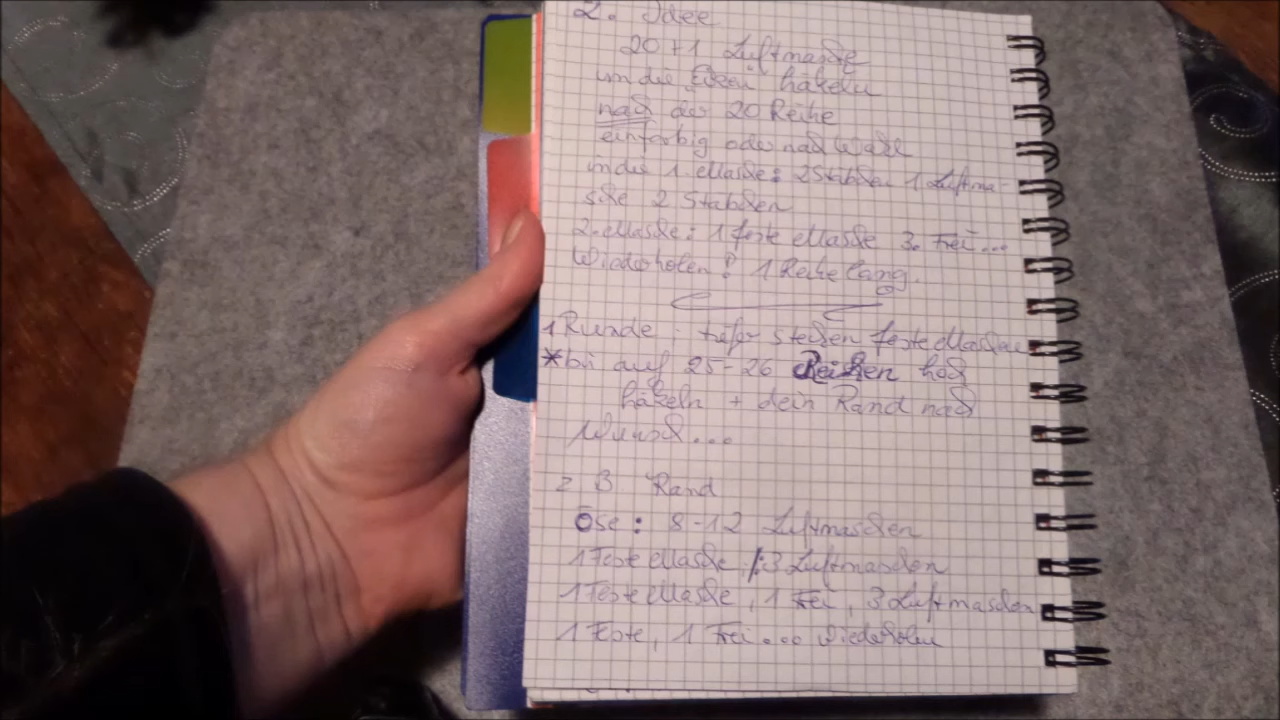 2. Idee
20+1 Luftmasche
in die Ecken häkeln
nach der 20 Reihe
einfarbig oder nach Wahl
in die 1. Masche: 2 Stäbchen 1 Luftma-
sche 2 Stäbchen
2. Masche: 1 feste Masche 3. Frei...
Wiederholen! 1 Reihe lang.
1 Runde: tiefer stechen feste Maschen
*bis auf 25-26 Reihen hoch
häkeln + dein Rand nach
Wunsch...
z B Rand
Öse: 8-12 Luftmaschen
1 Feste Masche, 3 Luftmaschen
1 Feste Masche, 1 Frei, 3 Luftmaschen
1 Feste, 1 Frei... Wiederholen